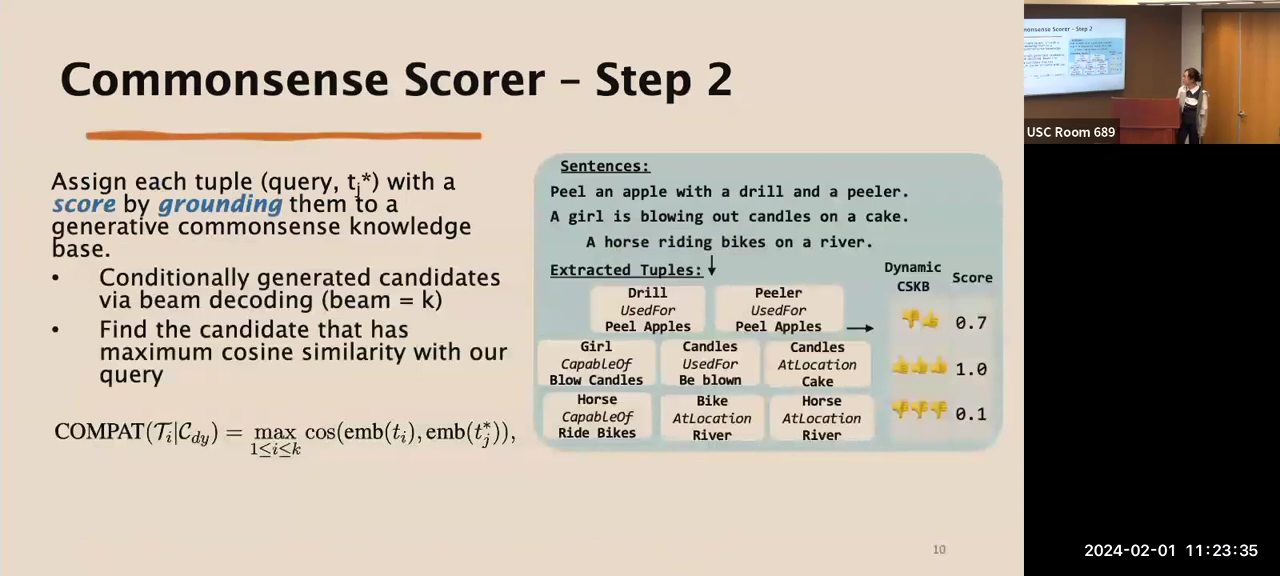 Commonsense Scorer – Step 2
Assign each tuple (query, tⱼ*) with a
score by grounding them to a
generative commonsense knowledge
base.
• Conditionally generated candidates
via beam decoding (beam = k)
• Find the candidate that has
maximum cosine similarity with our
query
COMPAT(𝒯ᵢ|𝒞dy) = max 1≤i≤k cos(emb(tᵢ), emb(tⱼ*)),
Sentences:
Peel an apple with a drill and a peeler.
A girl is blowing out candles on a cake.
A horse riding bikes on a river.
Extracted Tuples:
Dynamic
CSKB
Score
Drill
UsedFor
Peel Apples
Peeler
UsedFor
Peel Apples
0.7
Girl
CapableOf
Blow Candles
Candles
UsedFor
Be blown
Candles
AtLocation
Cake
1.0
Horse
CapableOf
Ride Bikes
Bike
AtLocation
River
Horse
AtLocation
River
0.1
10
USC Room 689
2024-02-01 11:23:35